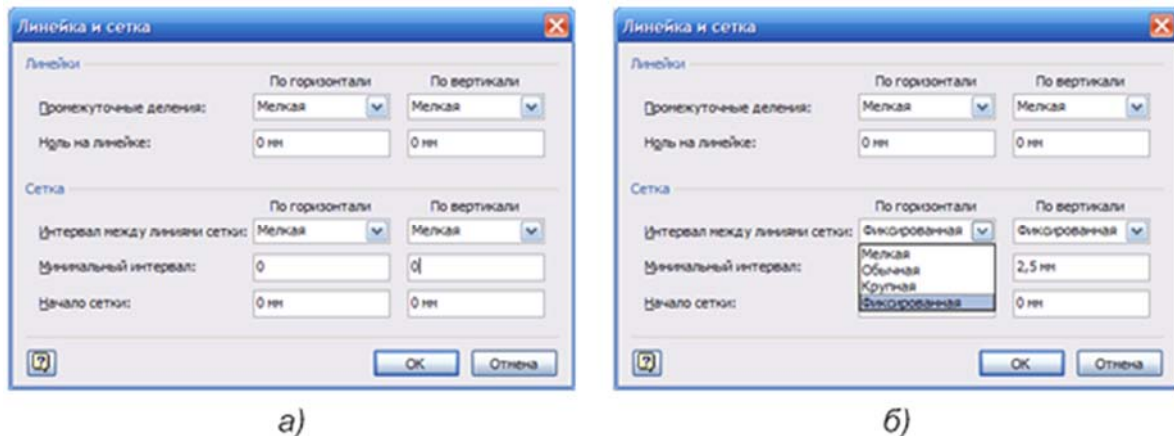 Линейка и сетка
Линейки
По горизонтали По вертикали
Промежуточные деления: Мелкая Мелкая
Ноль на линейке: 0 мм 0 мм
Сетка
По горизонтали По вертикали
Интервал между линиями сетки: Мелкая Мелкая
Минимальный интервал: 0 0
Начало сетки: 0 мм 0 мм
OK Отмена
а)
Линейка и сетка
Линейки
По горизонтали По вертикали
Промежуточные деления: Мелкая Мелкая
Ноль на линейке: 0 мм 0 мм
Сетка
По горизонтали По вертикали
Интервал между линиями сетки: Фиксированная Фиксированная
Мелкая
Обычная
Минимальный интервал: 2,5 мм
Крупная
Фиксированная
Начало сетки: 0 мм
OK Отмена
б)